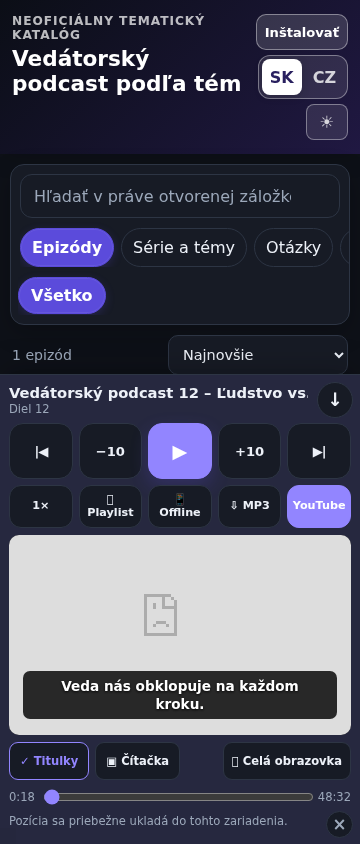 NEOFICIÁLNY TEMATICKÝ
KATALÓG
Vedátorský
podcast podľa tém
Inštalovať
SK
CZ
Hľadať v práve otvorenej záložke
Epizódy
Série a témy
Otázky
Všetko
1 epizód
Najnovšie
Vedátorský podcast 12 – Ľudstvo vs.
Diel 12
−10
+10
1×
Playlist
Offline
MP3
YouTube
Veda nás obklopuje na každom
kroku.
✓ Titulky
Čítačka
Celá obrazovka
0:18
48:32
Pozícia sa priebežne ukladá do tohto zariadenia.